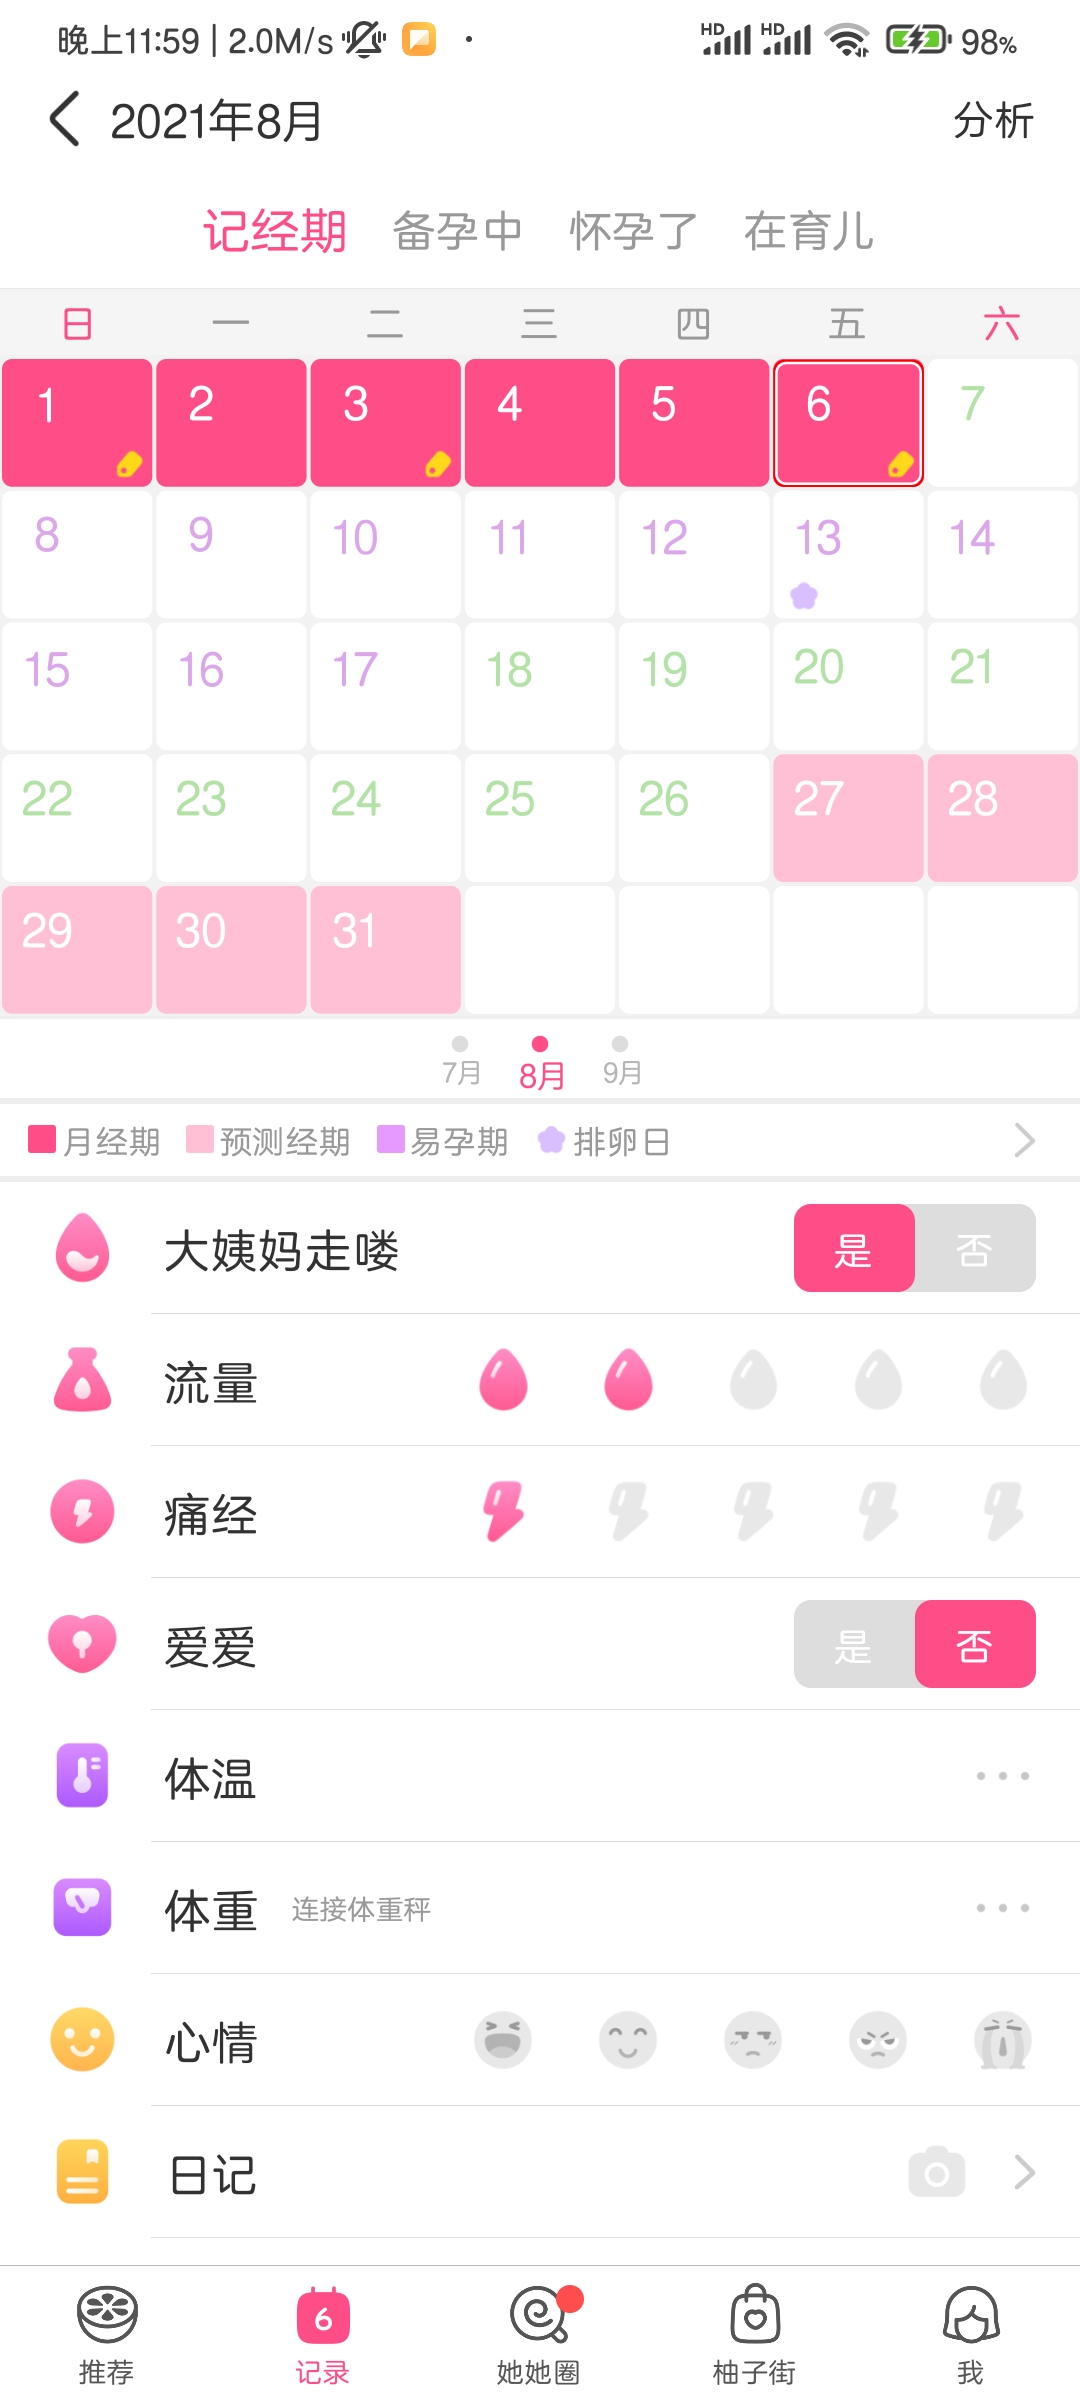 晚上11:59 | 2.0M/s HD HD 98%
2021年8月 分析
记经期 备孕中 怀孕了 在育儿
日 一 二 三 四 五 六
1 2 3 4 5 6 7
8 9 10 11 12 13 14
15 16 17 18 19 20 21
22 23 24 25 26 27 28
29 30 31
7月 8月 9月
月经期 预测经期 易孕期 排卵日
大姨妈走喽 是 否
流量
痛经
爱爱 是 否
体温
体重 连接体重秤
心情
日记
6
推荐 记录 她她圈 柚子街 我